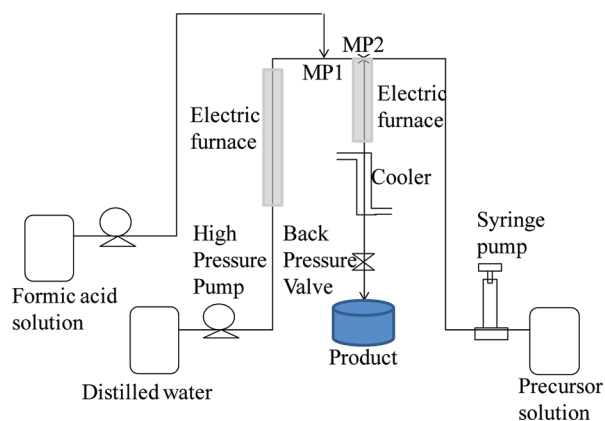 MP2
MP1
Electric
furnace
Electric
furnace
Cooler
Syringe
pump
High
Pressure
Pump
Back
Pressure
Valve
Formic acid
solution
Product
Distilled water
Precursor
solution